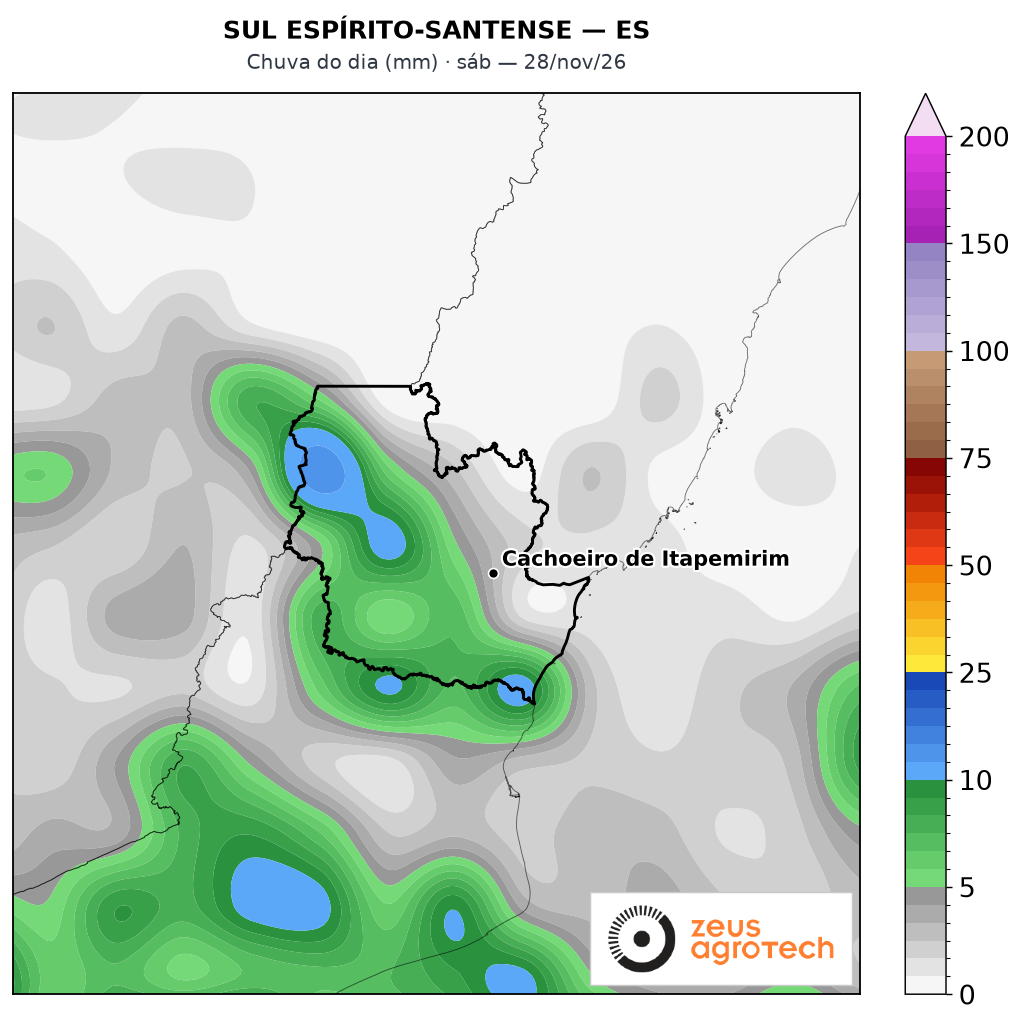 SUL ESPÍRITO-SANTENSE — ES
Chuva do dia (mm) · sáb — 28/nov/26
200
150
100
75
50
25
10
5
0
Cachoeiro de Itapemirim
zeus
agrotech